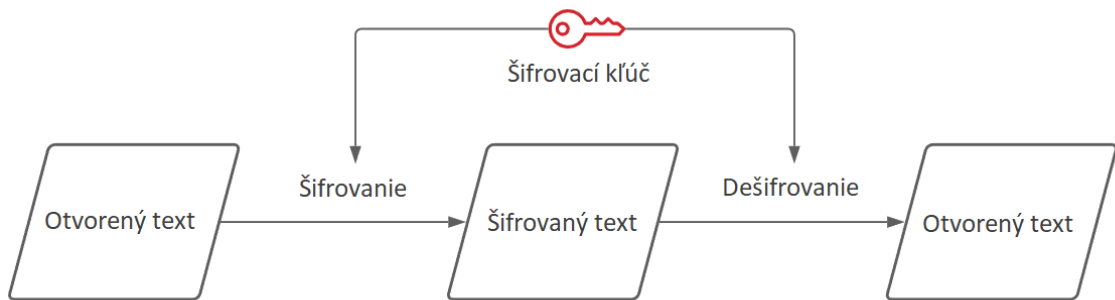 Šifrovací kľúč
Šifrovanie
Dešifrovanie
Otvorený text
Šifrovaný text
Otvorený text